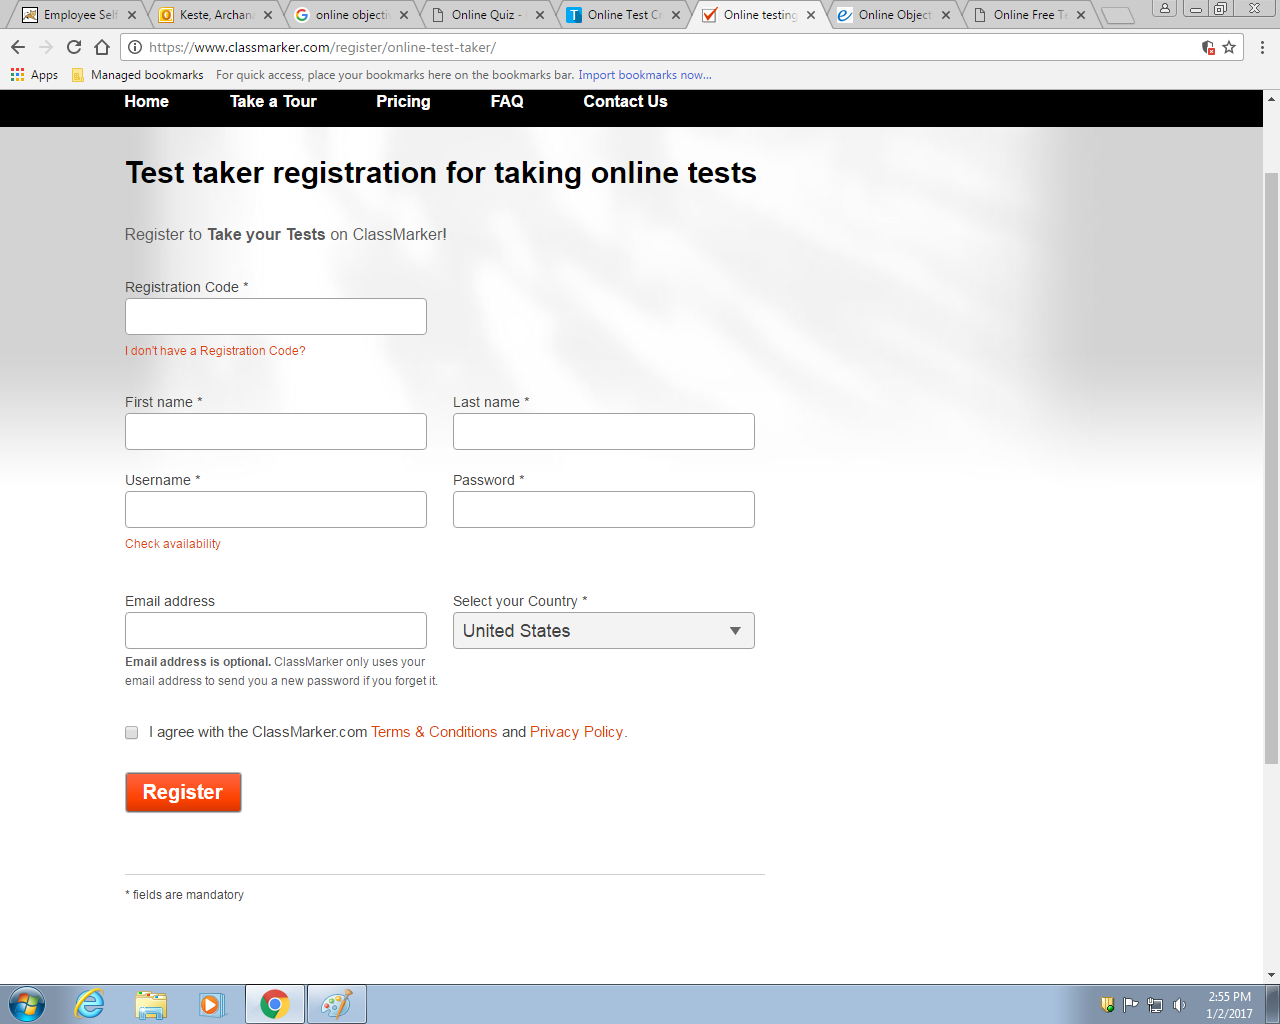 Employee Self
Keste, Archana
online objecti
Online Quiz -
Online Test Cr
Online testing
Online Object
Online Free Te
https://www.classmarker.com/register/online-test-taker/
Apps
Managed bookmarks
For quick access, place your bookmarks here on the bookmarks bar. Import bookmarks now...
Home
Take a Tour
Pricing
FAQ
Contact Us
Test taker registration for taking online tests
Register to Take your Tests on ClassMarker!
Registration Code *
I don't have a Registration Code?
First name *
Last name *
Username *
Password *
Check availability
Email address
Select your Country *
United States
Email address is optional. ClassMarker only uses your
email address to send you a new password if you forget it.
I agree with the ClassMarker.com Terms & Conditions and Privacy Policy.
Register
* fields are mandatory
2:55 PM
1/2/2017